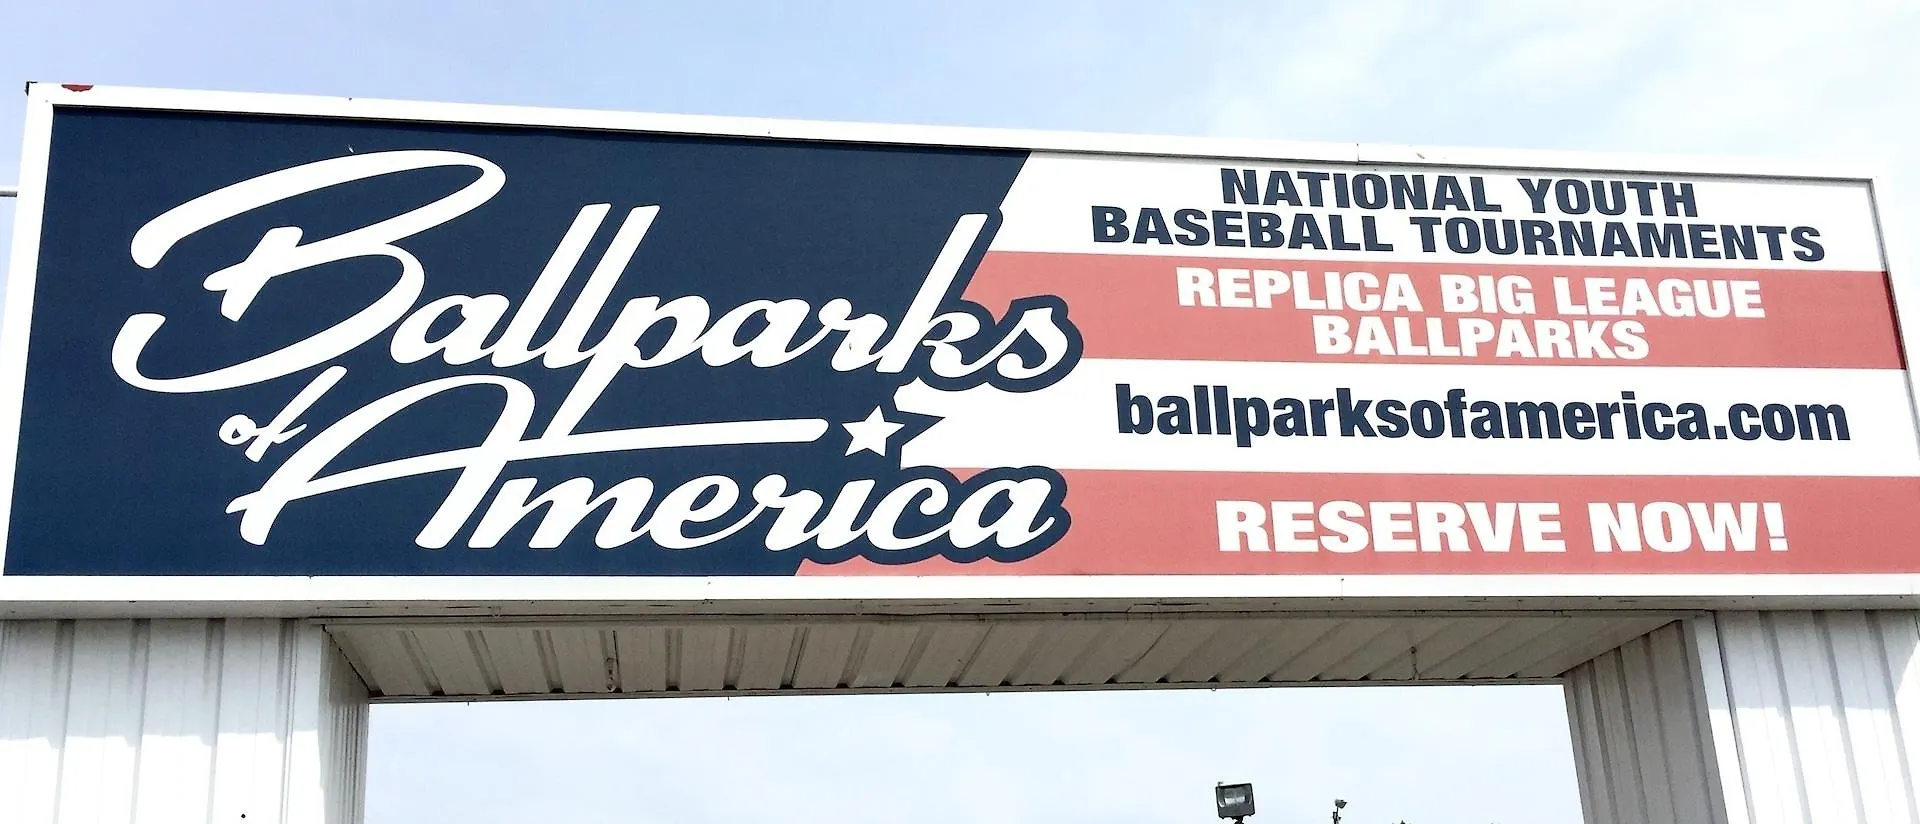 Ballparks
of America
NATIONAL YOUTH
BASEBALL TOURNAMENTS
REPLICA BIG LEAGUE
BALLPARKS
ballparksofamerica.com
RESERVE NOW!